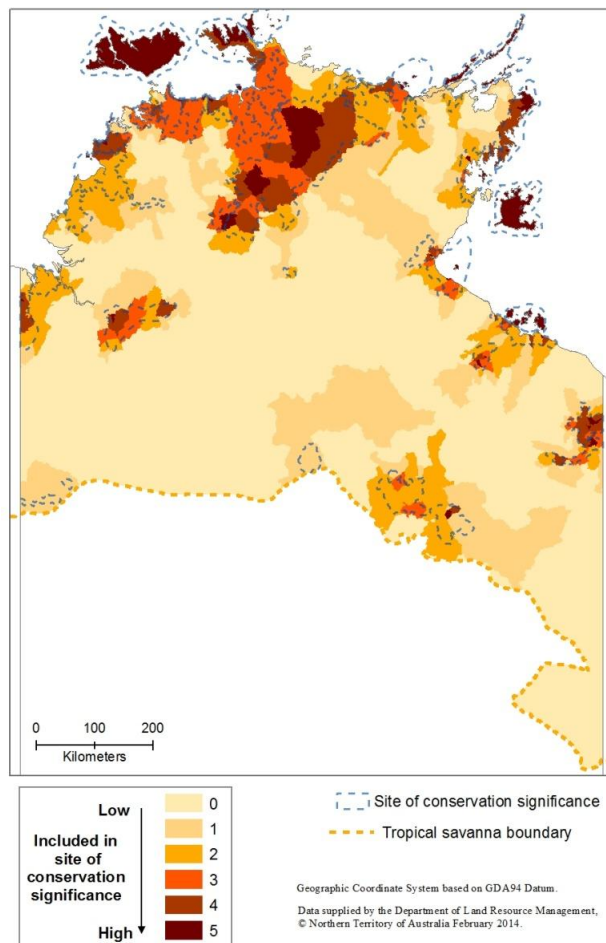 0 100 200
Kilometers
Low
Included in
site of
conservation
significance
High
0
1
2
3
4
5
Site of conservation significance
Tropical savanna boundary
Geographic Coordinate System based on GDA94 Datum.
Data supplied by the Department of Land Resource Management,
© Northern Territory of Australia February 2014.